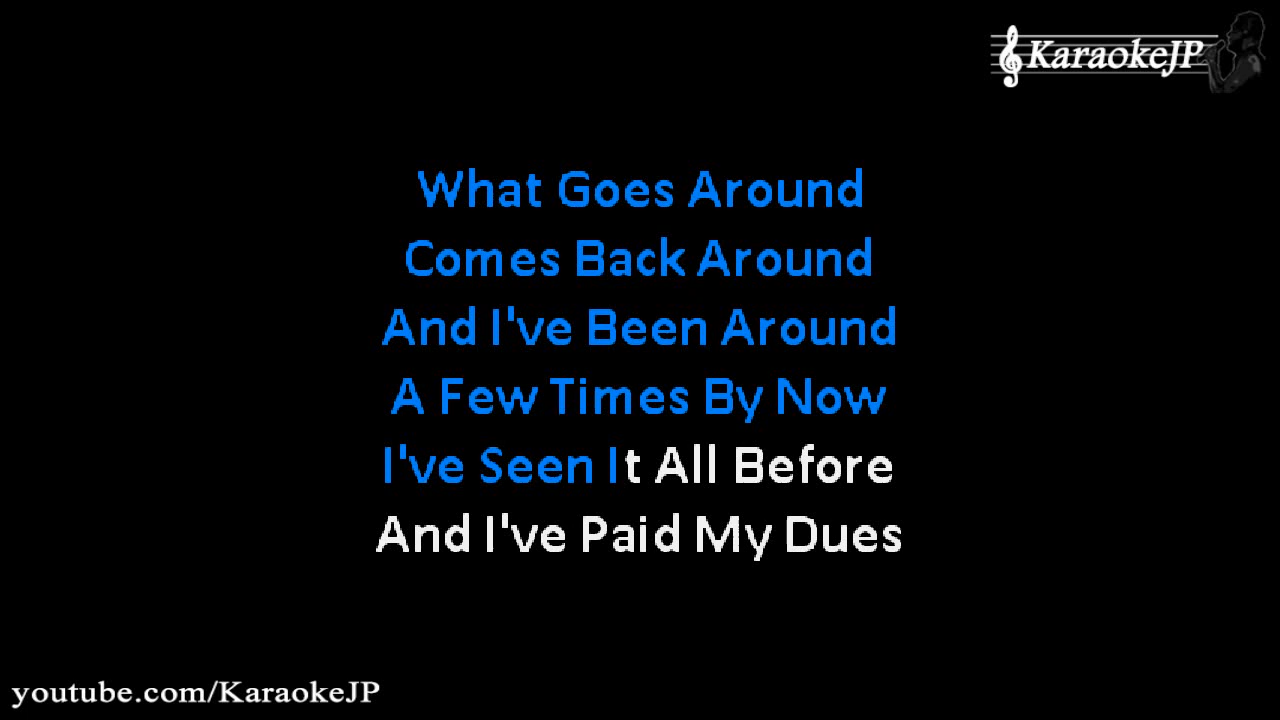 KaraokeJP
What Goes Around
Comes Back Around
And I've Been Around
A Few Times By Now
I've Seen It All Before
And I've Paid My Dues
youtube.com/KaraokeJP